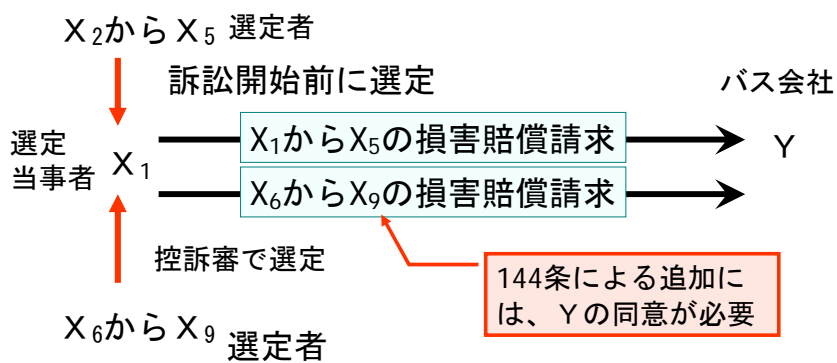 X₂からX₅ 選定者
訴訟開始前に選定
バス会社
選定
当事者 X₁
X₁からX₅の損害賠償請求
Y
X₆からX₉の損害賠償請求
控訴審で選定
144条による追加に
は、Yの同意が必要
X₆からX₉ 選定者